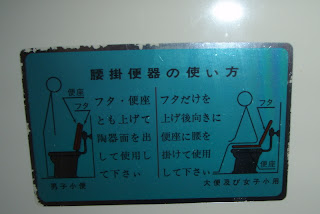 腰掛便器の使い方
フタだけを
上げ後向きに
便座に腰を
掛けて使用
して下さい
フタ
便座
大便及び女子小用
フタ・便座
とも上げて
陶器面を出
して使用し
て下さい
便座
フタ
男子小便